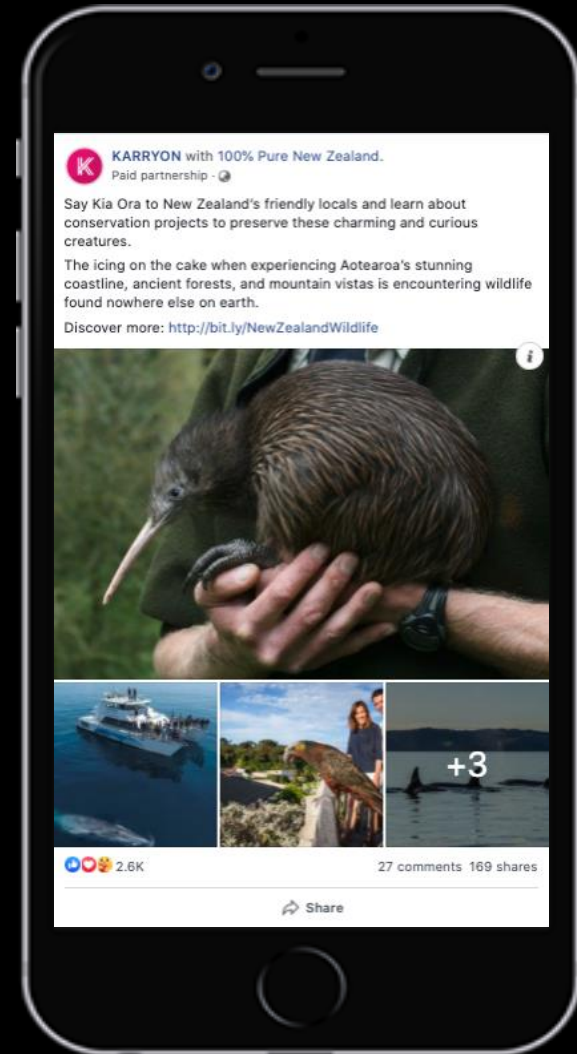 K
KARRYON with 100% Pure New Zealand.
Paid partnership ·
Say Kia Ora to New Zealand's friendly locals and learn about
conservation projects to preserve these charming and curious
creatures.
The icing on the cake when experiencing Aotearoa's stunning
coastline, ancient forests, and mountain vistas is encountering wildlife
found nowhere else on earth.
Discover more: http://bit.ly/NewZealandWildlife
i
+3
2.6K 27 comments 169 shares
Share